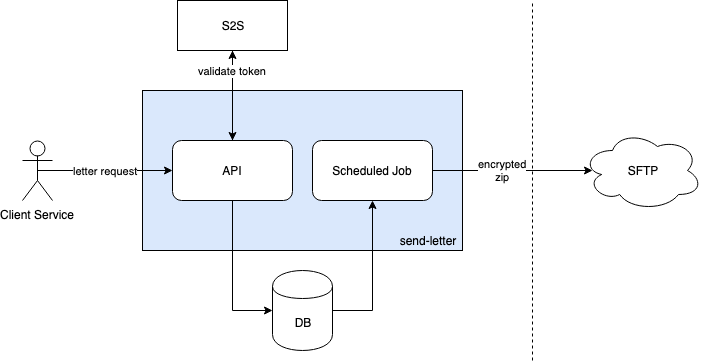 S2S
validate token
letter request
API
Scheduled Job
encrypted
zip
SFTP
Client Service
send-letter
DB